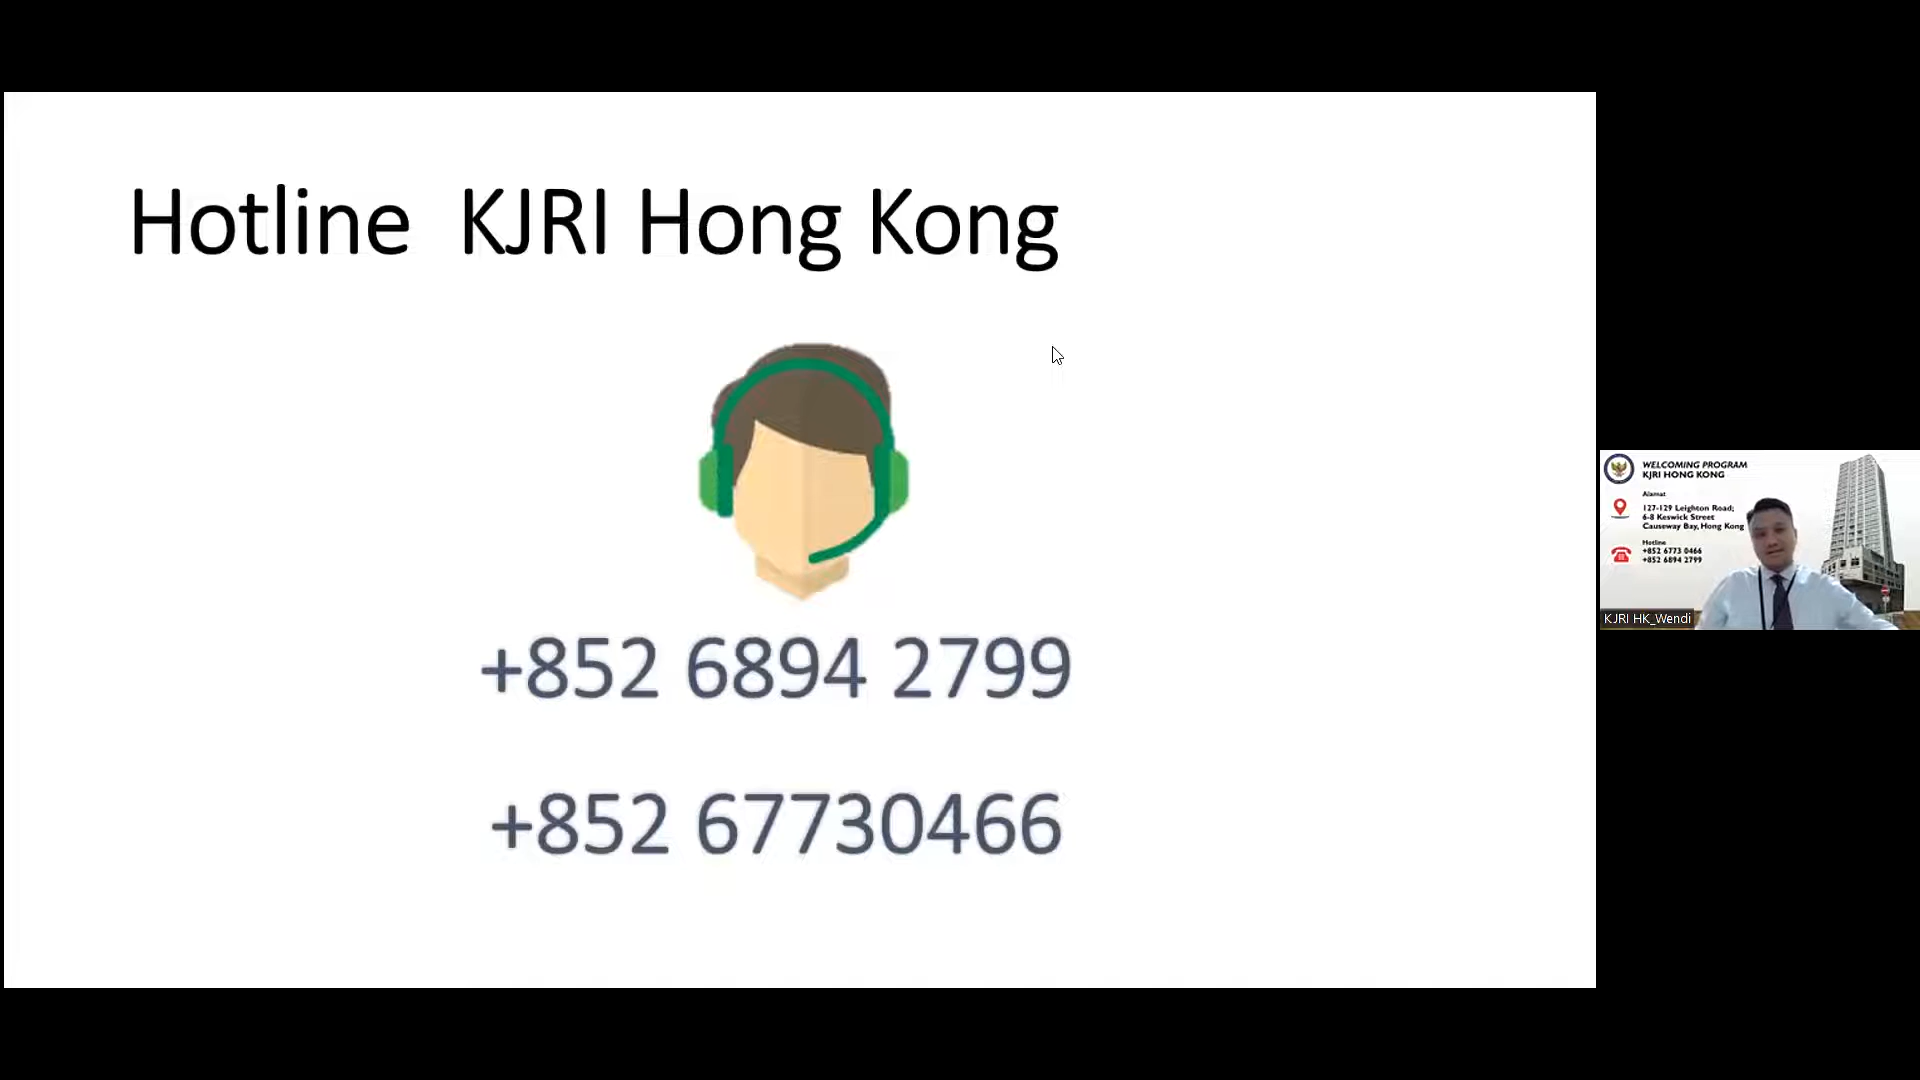 Hotline  KJRI Hong Kong
+852 6894 2799
+852 67730466
WELCOMING PROGRAM
KJRI HONG KONG
Alamat
127-129 Leighton Road;
6-8 Keswick Street
Causeway Bay, Hong Kong
Hotline
+852 6773 0466
+852 6894 2799
KJRI HK_Wendi